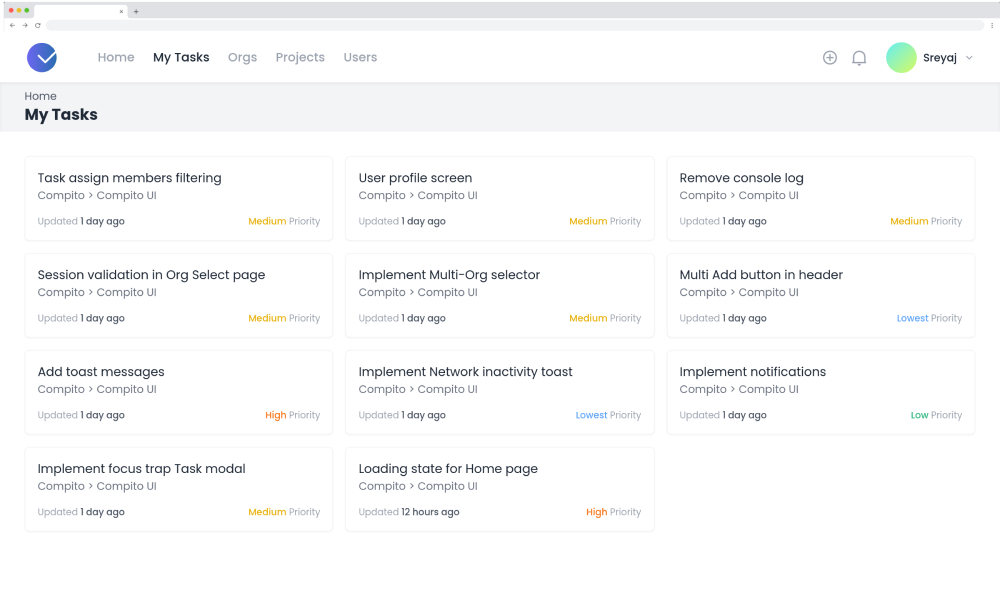 Home My Tasks Orgs Projects Users Sreyaj
Home
My Tasks
Task assign members filtering
Compito > Compito UI
Updated 1 day ago Medium Priority
User profile screen
Compito > Compito UI
Updated 1 day ago Medium Priority
Remove console log
Compito > Compito UI
Updated 1 day ago Medium Priority
Session validation in Org Select page
Compito > Compito UI
Updated 1 day ago Medium Priority
Implement Multi-Org selector
Compito > Compito UI
Updated 1 day ago Medium Priority
Multi Add button in header
Compito > Compito UI
Updated 1 day ago Lowest Priority
Add toast messages
Compito > Compito UI
Updated 1 day ago High Priority
Implement Network inactivity toast
Compito > Compito UI
Updated 1 day ago Lowest Priority
Implement notifications
Compito > Compito UI
Updated 1 day ago Low Priority
Implement focus trap Task modal
Compito > Compito UI
Updated 1 day ago Medium Priority
Loading state for Home page
Compito > Compito UI
Updated 12 hours ago High Priority